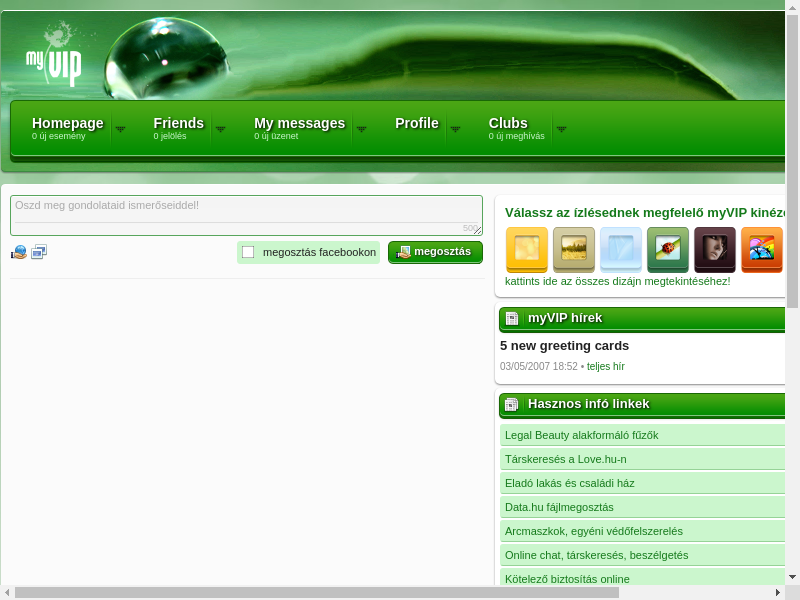 my VIP
Homepage
0 új esemény
Friends
0 jelölés
My messages
0 új üzenet
Profile
Clubs
0 új meghívás
Oszd meg gondolataid ismerőseiddel!
500
megosztás facebookon
megosztás
Válassz az ízlésednek megfelelő myVIP
kattints ide az összes dizájn megtekintéséhez!
myVIP hírek
5 new greeting cards
03/05/2007 18:52 • teljes hír
Hasznos infó linkek
Legal Beauty alakformáló fűzők
Társkeresés a Love.hu-n
Eladó lakás és családi ház
Data.hu fájlmegosztás
Arcmaszkok, egyéni védőfelszerelés
Online chat, társkeresés, beszélgetés
Kötelező biztosítás online